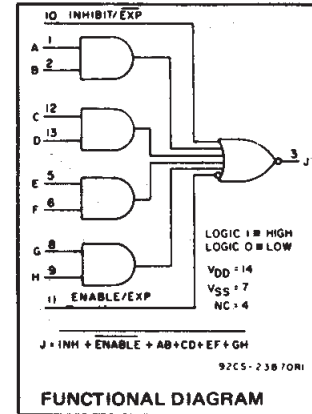 10 INHIBIT/EXP
A 1
B 2
C 12
D 13
E 5
F 6
G 8
H 9
11 ENABLE/EXP
3 J
LOGIC 1 ≡ HIGH
LOGIC 0 ≡ LOW
VDD = 14
VSS = 7
NC = 4
J = INH + ENABLE + AB + CD + EF + GH
92CS-23870RI
FUNCTIONAL DIAGRAM